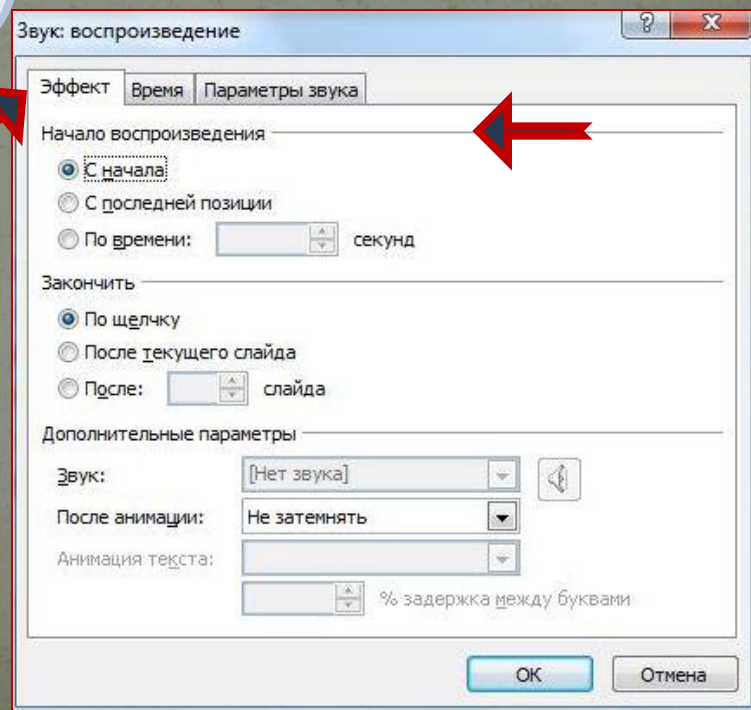 Звук: воспроизведение
Эффект Время Параметры звука
Начало воспроизведения
С начала
С последней позиции
По времени: секунд
Закончить
По щелчку
После текущего слайда
После: слайда
Дополнительные параметры
Звук: [Нет звука]
После анимации: Не затемнять
Анимация текста:
% задержка между буквами
ОК Отмена